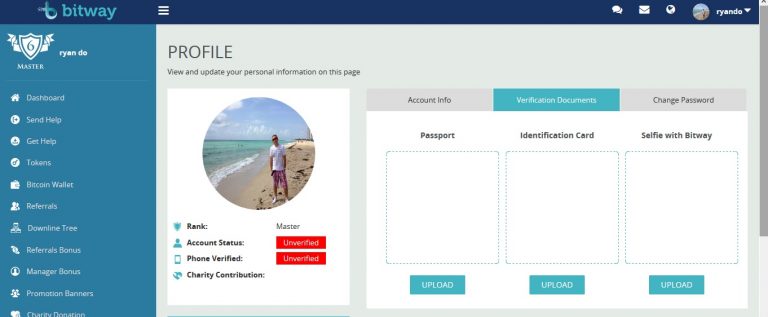 bitway
ryando
6
MASTER
ryan do
Dashboard
Send Help
Get Help
Tokens
Bitcoin Wallet
Referrals
Downline Tree
Referrals Bonus
Manager Bonus
Promotion Banners
Charity Donation
PROFILE
View and update your personal information on this page
Rank: Master
Account Status: Unverified
Phone Verified: Unverified
Charity Contribution:
Account Info Verification Documents Change Password
Passport Identification Card Selfie with Bitway
UPLOAD UPLOAD UPLOAD